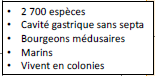 • 2 700 espèces
• Cavité gastrique sans septa
• Bourgeons médusaires
• Marins
• Vivent en colonies